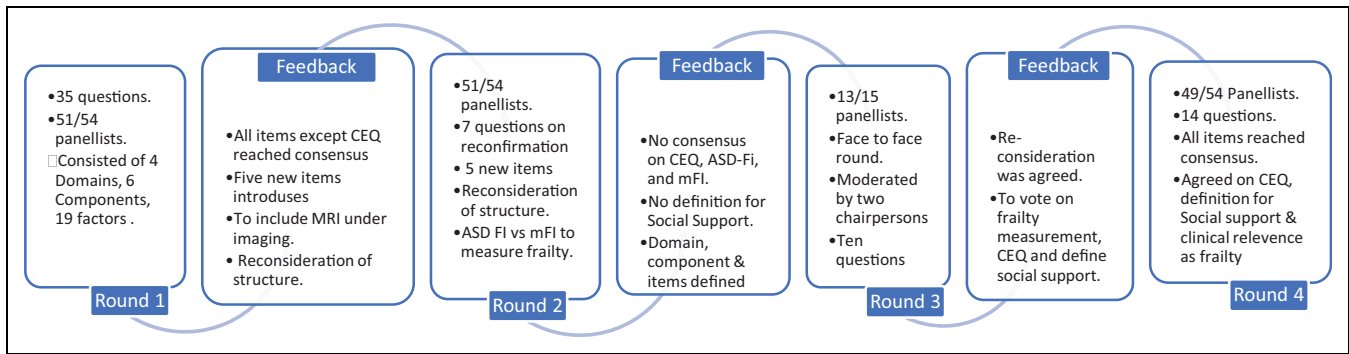 •35 questions.
•51/54
panellists.
□Consisted of 4
Domains, 6
Components,
19 factors .
Round 1
Feedback
•All items except CEQ
reached consensus
•Five new items
introduses
•To include MRI under
imaging.
• Reconsideration of
structure.
•51/54
panellists.
•7 questions on
reconfirmation
• 5 new items
•Reconsideration
of structure.
•ASD FI vs mFI to
measure frailty.
Round 2
Feedback
•No consensus
on CEQ, ASD-Fi,
and mFI.
•No definition for
Social Support.
•Domain,
component &
items defined
•13/15
panellists.
•Face to face
round.
•Moderated
by two
chairpersons
•Ten
questions
Round 3
Feedback
•Re-
consideration
was agreed.
•To vote on
frailty
measurement,
CEQ and define
social support.
•49/54 Panellists.
•14 questions.
•All items reached
consensus.
•Agreed on CEQ,
definition for
Social support &
clinical relevence
as frailty
Round 4